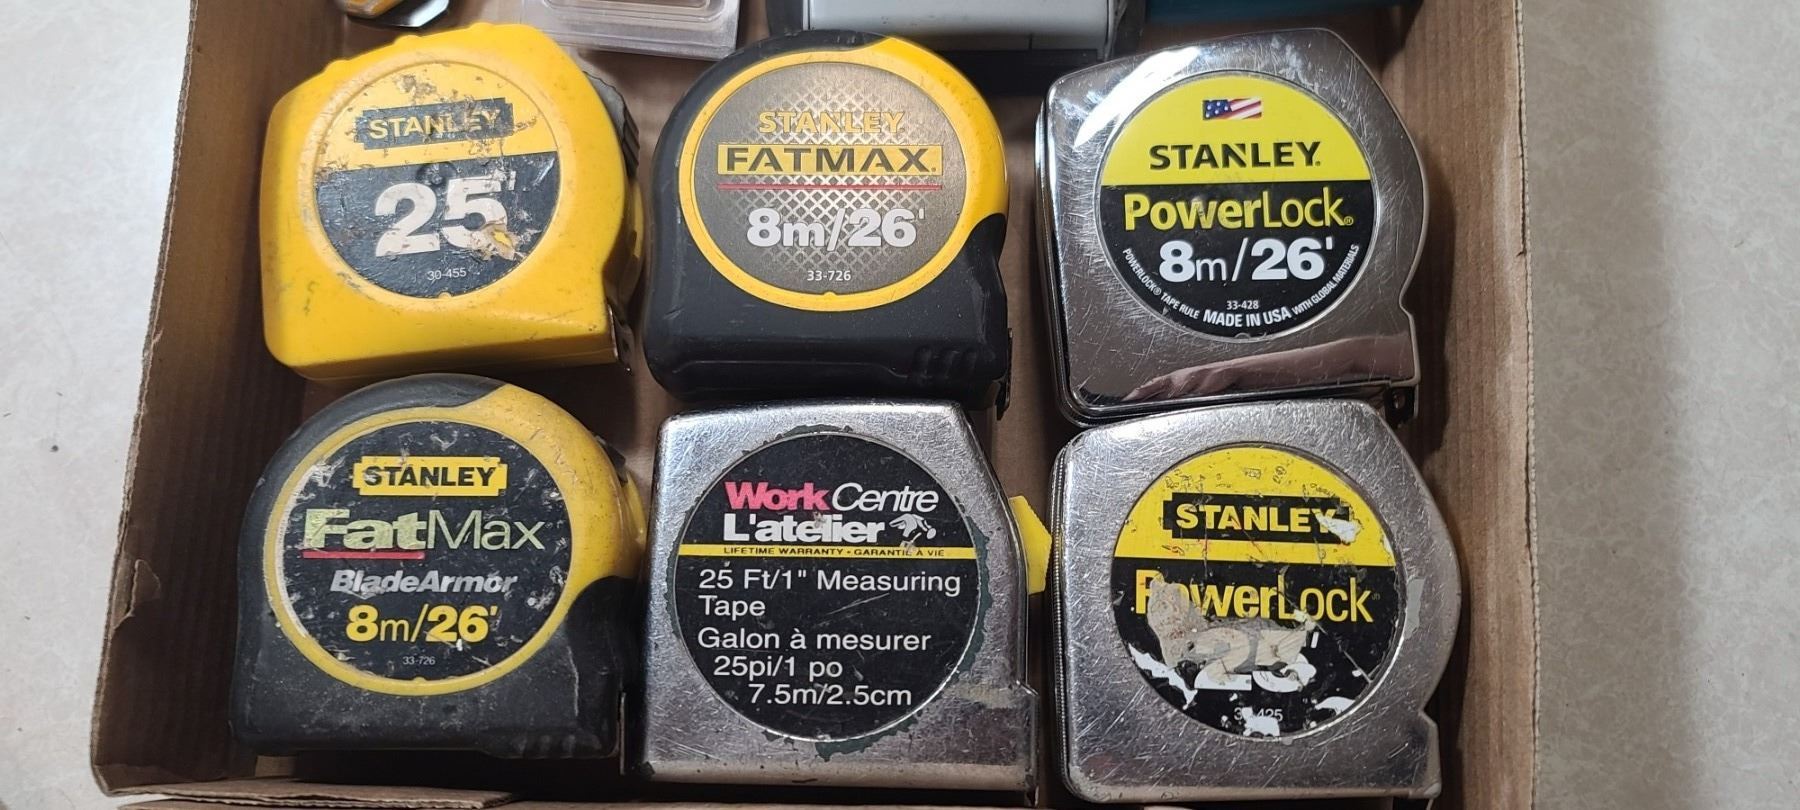 STANLEY
25'
30-455
STANLEY
FATMAX.
8m/26'
33-726
STANLEY®
PowerLock®
8m/26'
33-428
POWERLOCK® TAPE RULE MADE IN USA WITH GLOBAL MATERIALS
STANLEY
FatMax
BladeArmor
8m/26'
33-726
WorkCentre
L'atelier
LIFETIME WARRANTY • GARANTIE À VIE
25 Ft/1" Measuring
Tape
Galon à mesurer
25pi/1 po
7.5m/2.5cm
STANLEY
PowerLock
25'